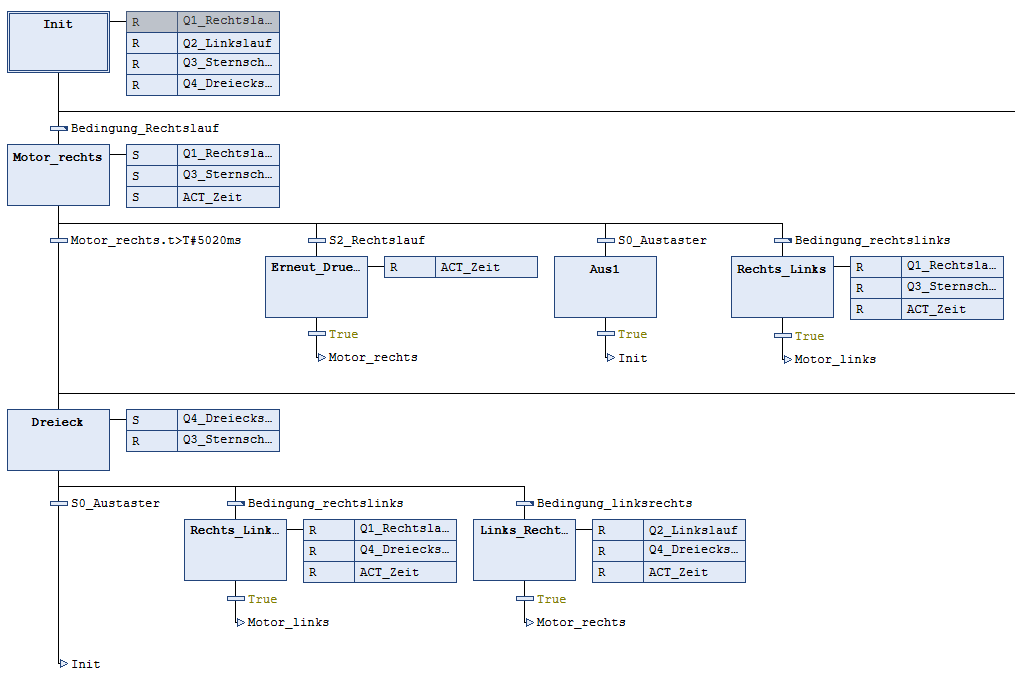 Init
R Q1_Rechtsla…
R Q2_Linkslauf
R Q3_Sternsch…
R Q4_Dreiecks…
Bedingung_Rechtslauf
Motor_rechts
S Q1_Rechtsla…
S Q3_Sternsch…
S ACT_Zeit
Motor_rechts.t>T#5020ms
S2_Rechtslauf
S0_Austaster
Bedingung_rechtslinks
Erneut_Drue…
R ACT_Zeit
Aus1
Rechts_Links
R Q1_Rechtsla…
R Q3_Sternsch…
R ACT_Zeit
True
True
True
Motor_rechts
Init
Motor_links
Dreieck
S Q4_Dreiecks…
R Q3_Sternsch…
S0_Austaster
Bedingung_rechtslinks
Bedingung_linksrechts
Rechts_Link…
R Q1_Rechtsla…
R Q4_Dreiecks…
R ACT_Zeit
Links_Recht…
R Q2_Linkslauf
R Q4_Dreiecks…
R ACT_Zeit
True
True
Motor_links
Motor_rechts
Init